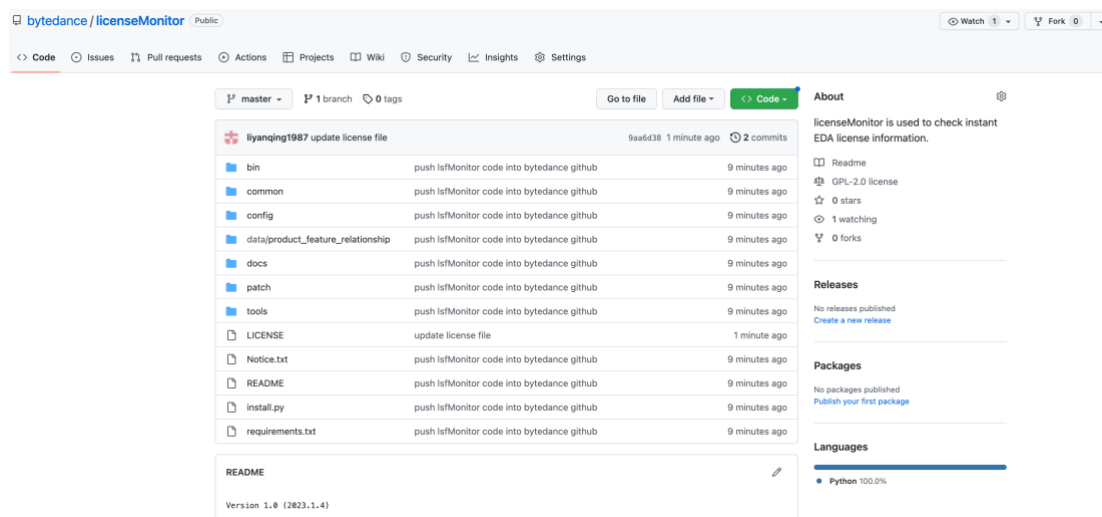 bytedance / licenseMonitor Public
Watch 1 Fork 0
Code Issues Pull requests Actions Projects Wiki Security Insights Settings
master 1 branch 0 tags Go to file Add file Code
About
licenseMonitor is used to check instant
EDA license information.
Readme
GPL-2.0 license
0 stars
1 watching
0 forks
liyanqing1987 update license file 9aa6d38 1 minute ago 2 commits
bin push lsfMonitor code into bytedance github 9 minutes ago
common push lsfMonitor code into bytedance github 9 minutes ago
config push lsfMonitor code into bytedance github 9 minutes ago
data/product_feature_relationship push lsfMonitor code into bytedance github 9 minutes ago
docs push lsfMonitor code into bytedance github 9 minutes ago
patch push lsfMonitor code into bytedance github 9 minutes ago
tools push lsfMonitor code into bytedance github 9 minutes ago
LICENSE update license file 1 minute ago
Notice.txt push lsfMonitor code into bytedance github 9 minutes ago
README push lsfMonitor code into bytedance github 9 minutes ago
install.py push lsfMonitor code into bytedance github 9 minutes ago
requirements.txt push lsfMonitor code into bytedance github 9 minutes ago
Releases
No releases published
Create a new release
Packages
No packages published
Publish your first package
Languages
Python 100.0%
README
Version 1.0 (2023.1.4)